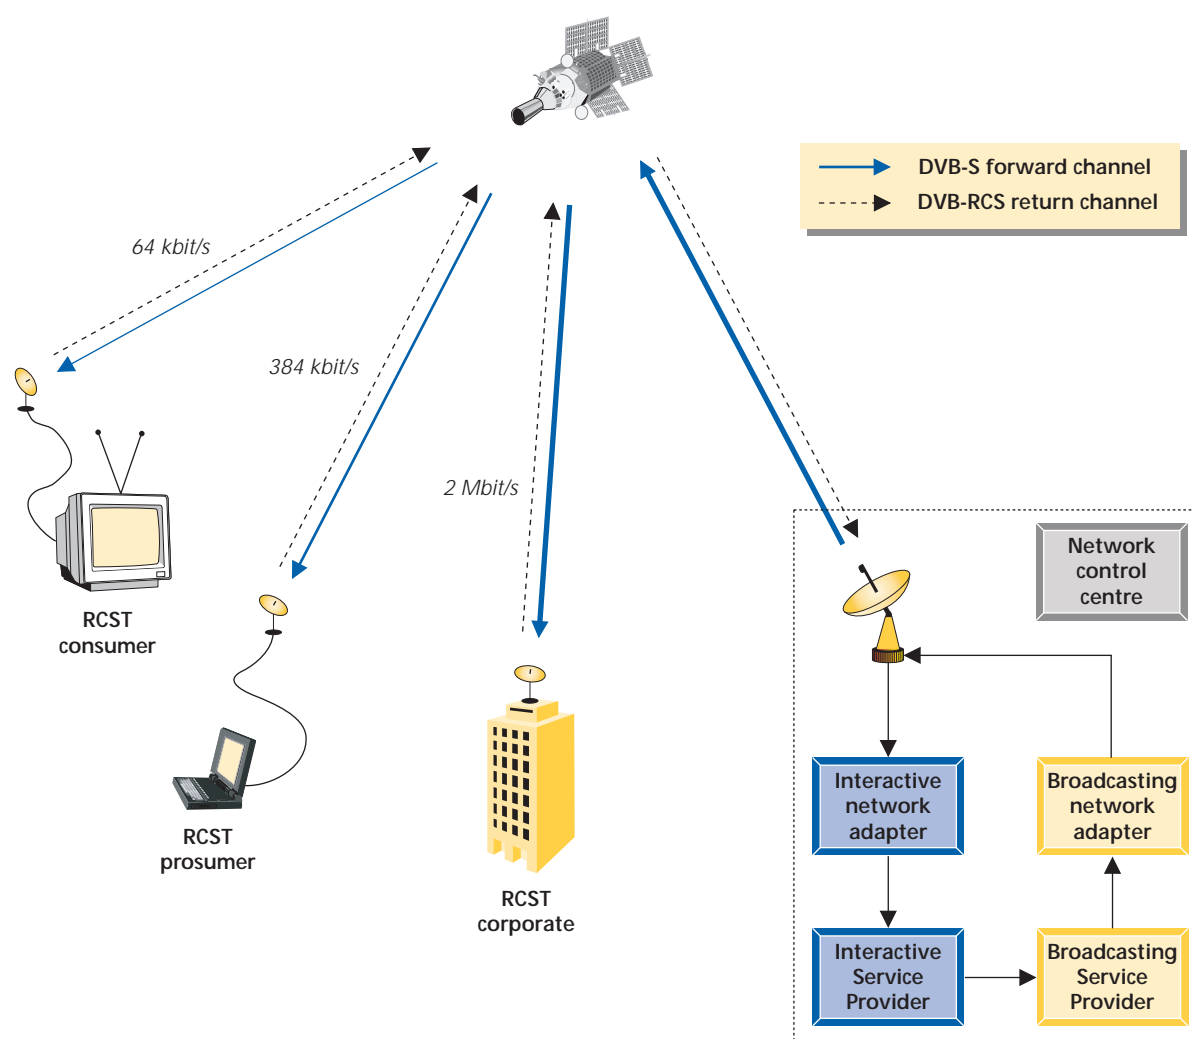 DVB-S forward channel
DVB-RCS return channel
64 kbit/s
384 kbit/s
2 Mbit/s
RCST
consumer
RCST
prosumer
RCST
corporate
Network
control
centre
Interactive
network
adapter
Broadcasting
network
adapter
Interactive
Service
Provider
Broadcasting
Service
Provider